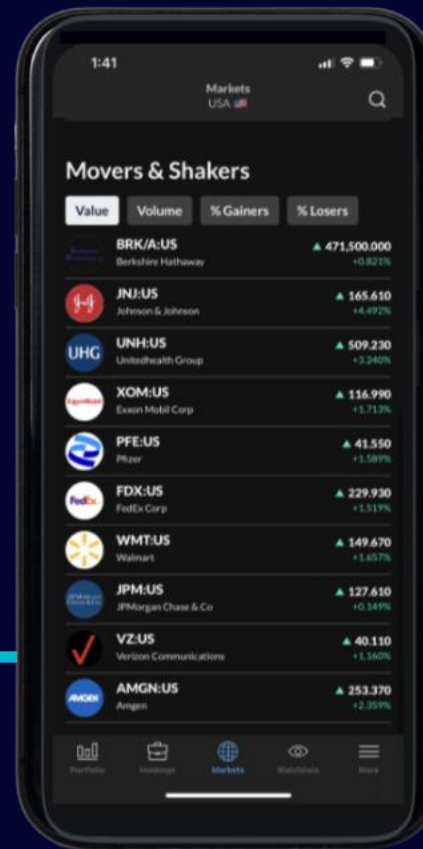 1:41
Markets
USA
Movers & Shakers
Value Volume % Gainers % Losers
BRK/A:US ▲ 471,500.000
Berkshire Hathaway +0.821%
JNJ:US ▲ 165.610
Johnson & Johnson +4.492%
UHG
UNH:US ▲ 509.230
Unitedhealth Group +3.240%
ExxonMobil
XOM:US ▲ 116.990
Exxon Mobil Corp +1.713%
PFE:US ▲ 41.550
Pfizer +1.589%
FedEx
FDX:US ▲ 229.930
FedEx Corp +1.519%
WMT:US ▲ 149.670
Walmart +1.657%
JPMorgan Chase & Co
JPM:US ▲ 127.610
JPMorgan Chase & Co +0.149%
VZ:US ▲ 40.110
Verizon Communications +1.160%
AMGEN
AMGN:US ▲ 253.370
Amgen +2.359%
Portfolio Holdings Markets Watchlists More